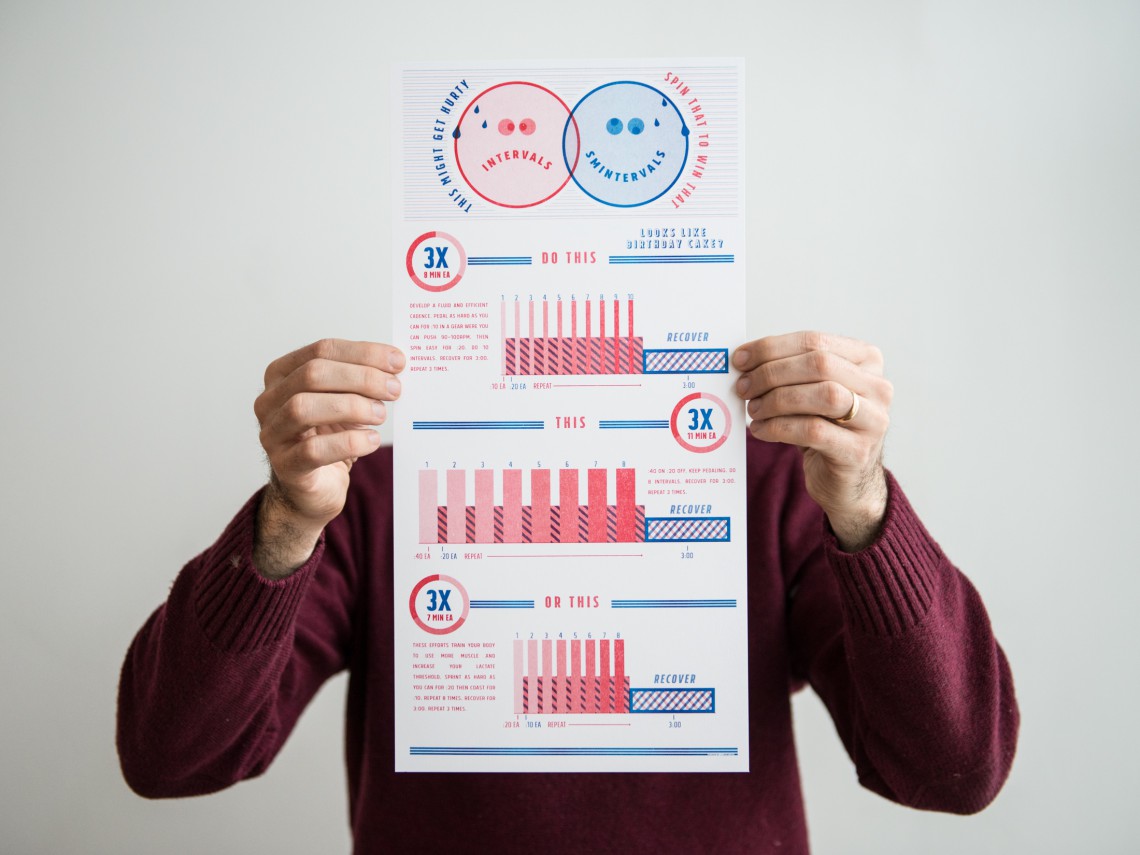 THIS MIGHT GET HURTY
INTERVALS
SMINTERVALS
SPIN THAT TO WIN THAT
LOOKS LIKE
BIRTHDAY CAKE?
3X
8 MIN EA
DO THIS
DEVELOP A FLUID AND EFFICIENT
CADENCE. PEDAL AS HARD AS YOU
CAN FOR :10 IN A GEAR WERE YOU
CAN PUSH 90-100RPM. THEN
SPIN EASY FOR :20. DO 10
INTERVALS. RECOVER FOR 3:00.
REPEAT 3 TIMES.
1 2 3 4 5 6 7 8 9 10
RECOVER
:10 EA :20 EA REPEAT
3:00
THIS
3X
11 MIN EA
1 2 3 4 5 6 7 8
:40 ON :20 OFF. KEEP PEDALING. DO
8 INTERVALS. RECOVER FOR 3:00.
REPEAT 3 TIMES.
RECOVER
:40 EA :20 EA REPEAT
3:00
3X
7 MIN EA
OR THIS
THESE EFFORTS TRAIN YOUR BODY
TO USE MORE MUSCLE AND
INCREASE YOUR LACTATE
THRESHOLD. SPRINT AS HARD AS
YOU CAN FOR :20 THEN COAST FOR
:10. REPEAT 8 TIMES. RECOVER FOR
3:00. REPEAT 3 TIMES.
1 2 3 4 5 6 7 8
RECOVER
:20 EA :10 EA REPEAT
3:00